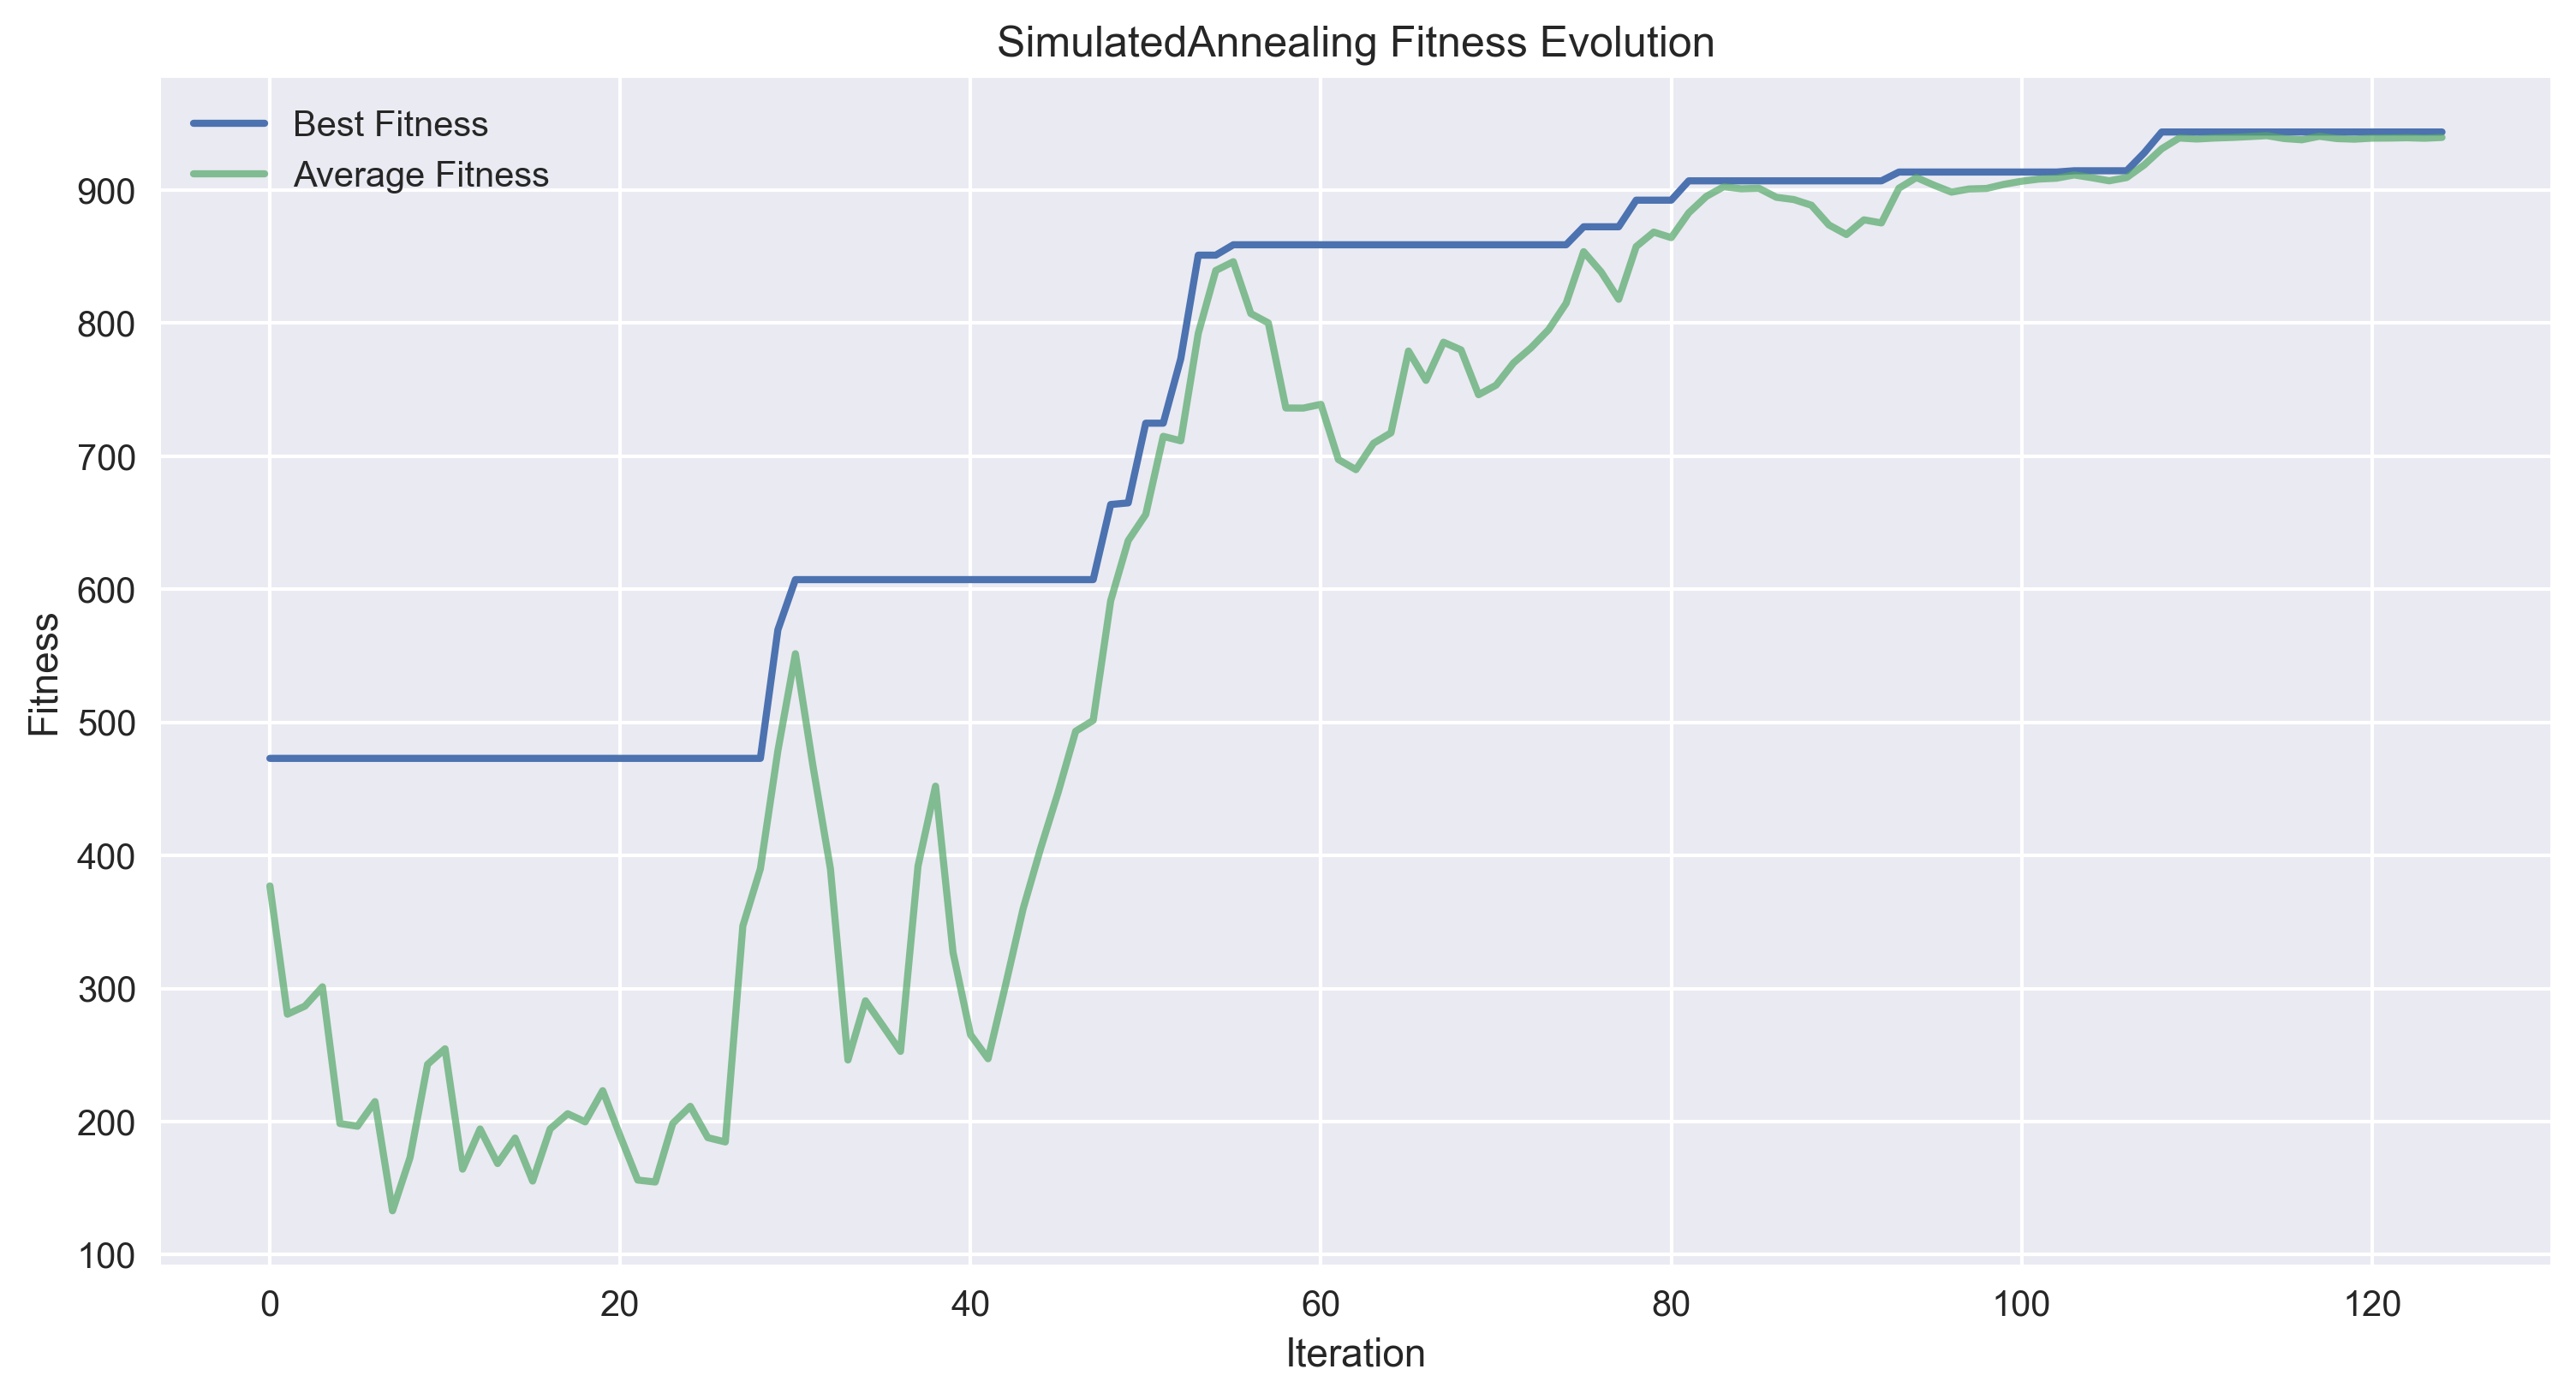 SimulatedAnnealing Fitness Evolution
Best Fitness
Average Fitness
900
800
700
600
500
400
300
200
100
Fitness
0 20 40 60 80 100 120
Iteration